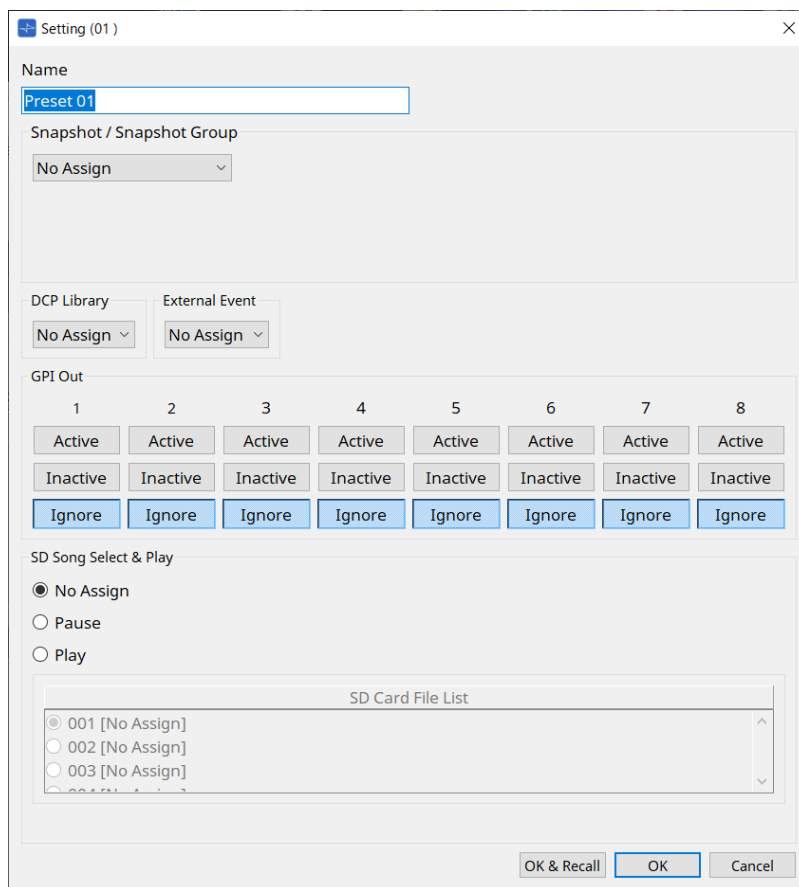 Setting (01 )
Name
Preset 01
Snapshot / Snapshot Group
No Assign
DCP Library
External Event
No Assign
No Assign
GPI Out
1 2 3 4 5 6 7 8
Active Active Active Active Active Active Active Active
Inactive Inactive Inactive Inactive Inactive Inactive Inactive Inactive
Ignore Ignore Ignore Ignore Ignore Ignore Ignore Ignore
SD Song Select & Play
No Assign
Pause
Play
SD Card File List
001 [No Assign]
002 [No Assign]
003 [No Assign]
OK & Recall OK Cancel